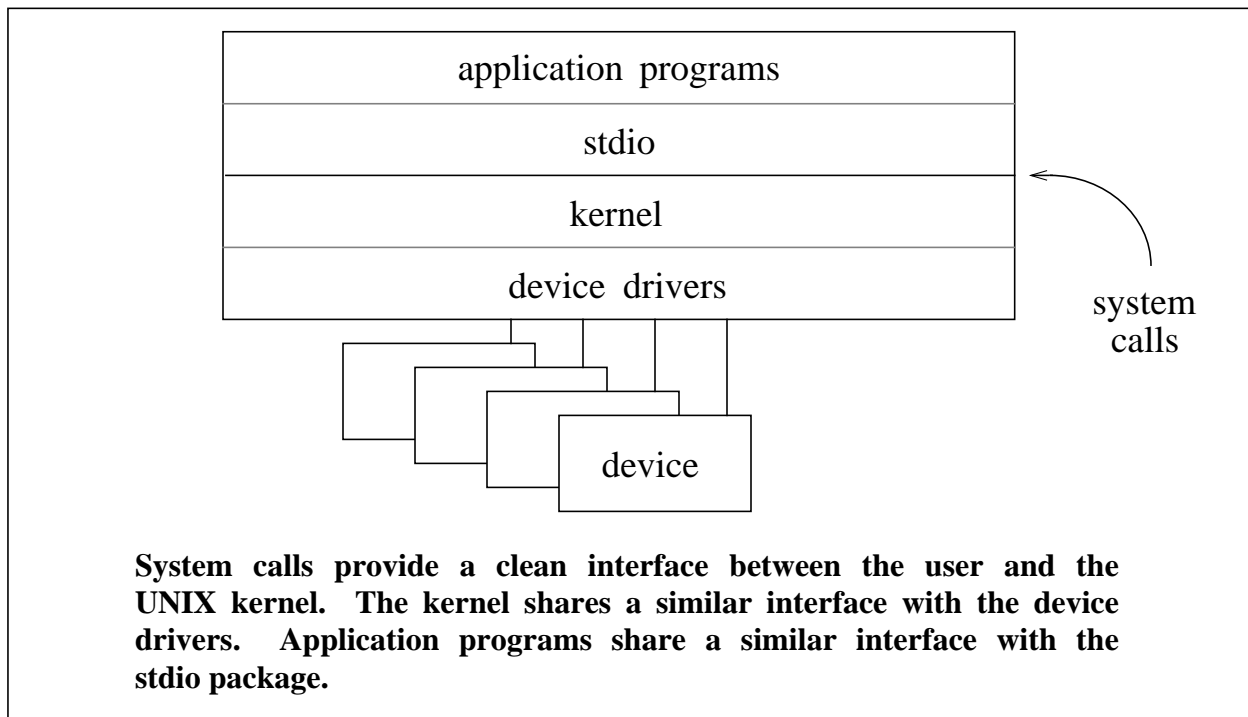 application programs
stdio
kernel
device drivers
system
calls
device
System calls provide a clean interface between the user and the
UNIX kernel. The kernel shares a similar interface with the device
drivers. Application programs share a similar interface with the
stdio package.